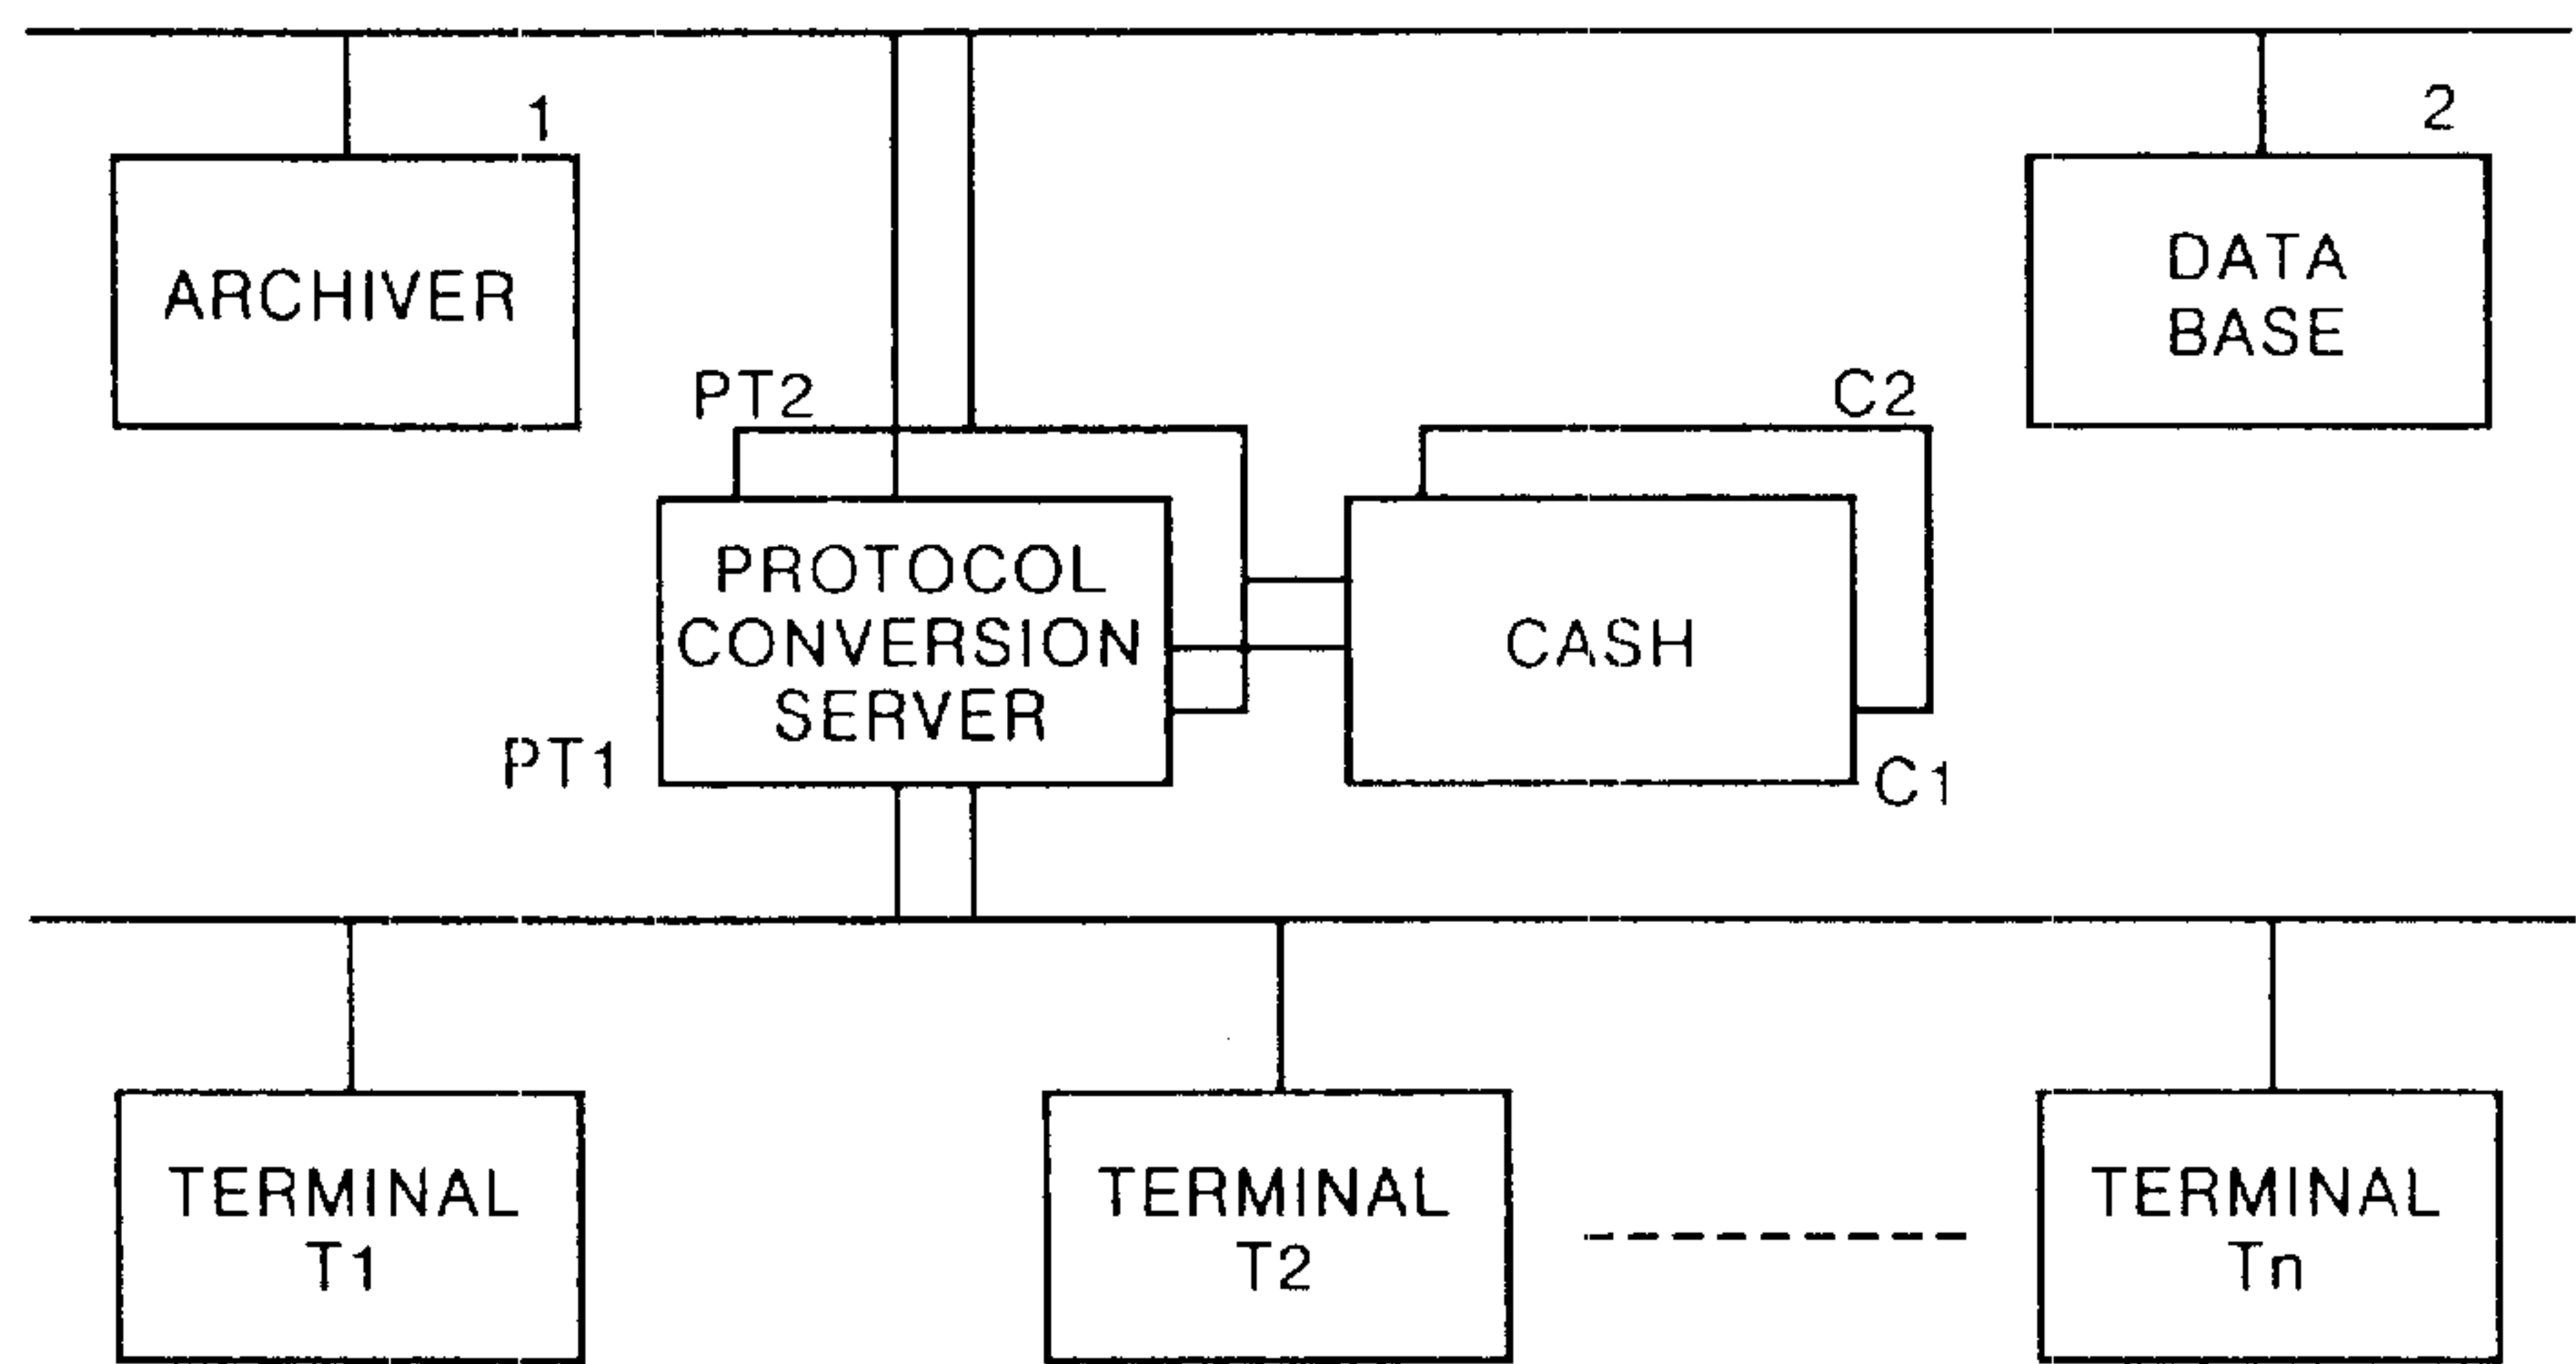 1
2
ARCHIVER
DATA
BASE
PT2
C2
PROTOCOL
CONVERSION
SERVER
CASH
PT1
C1
TERMINAL
T1
TERMINAL
T2
TERMINAL
Tn